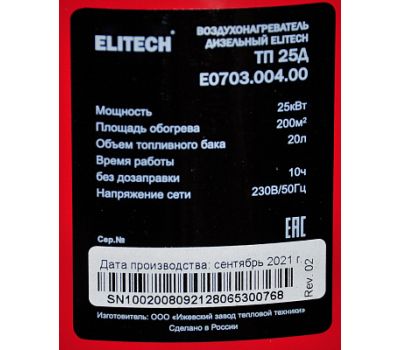 ELITECH®
ВОЗДУХОНАГРЕВАТЕЛЬ
ДИЗЕЛЬНЫЙ ELITECH
ТП 25Д
E0703.004.00
Мощность 25кВт
Площадь обогрева 200м²
Объем топливного бака 20л
Время работы
без дозаправки 10ч
Напряжение сети 230В/50Гц
EAC
Сер.№
Дата производства: сентябрь 2021 г.
SN1002008092128065300768
Rev. 02
Изготовитель: ООО «Ижевский завод тепловой техники»
Сделано в России